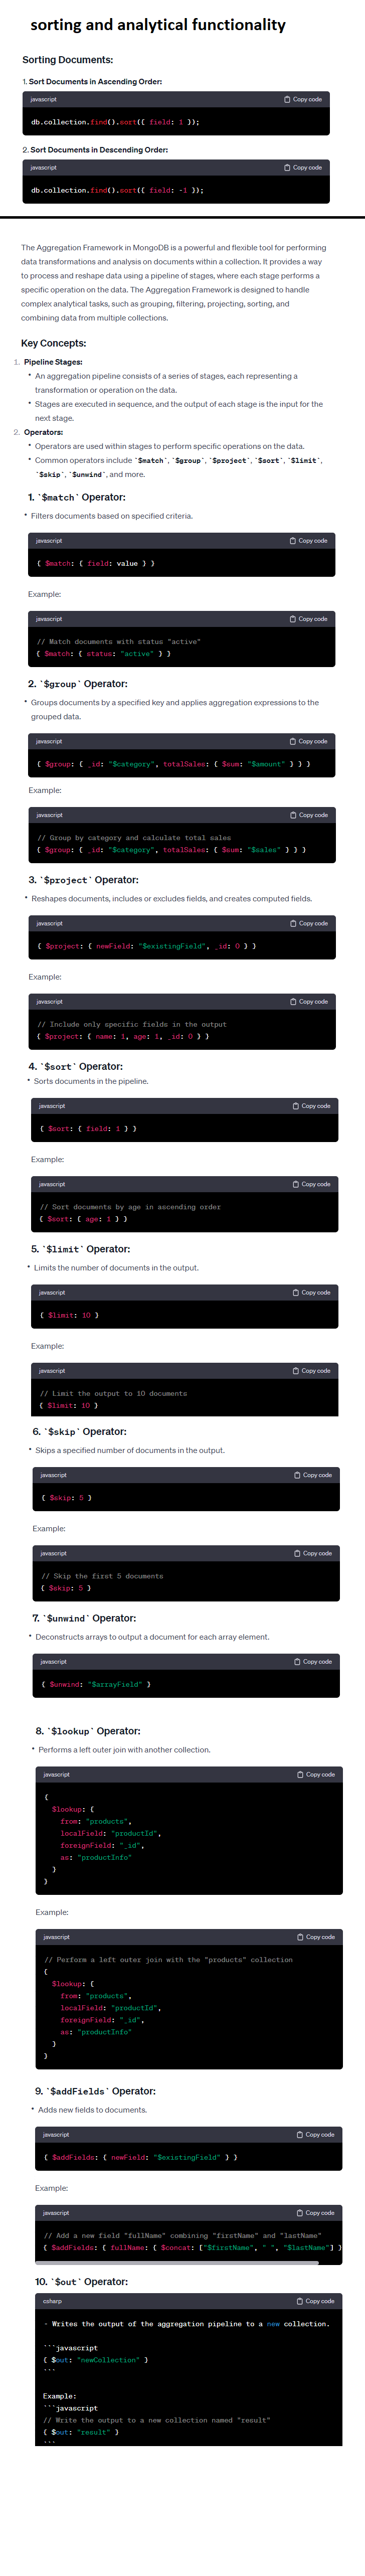 sorting and analytical functionality
Sorting Documents:
1. Sort Documents in Ascending Order:
javascript
Copy code
db.collection.find().sort({ field: 1 });
2. Sort Documents in Descending Order:
javascript
Copy code
db.collection.find().sort({ field: -1 });
The Aggregation Framework in MongoDB is a powerful and flexible tool for performing
data transformations and analysis on documents within a collection. It provides a way
to process and reshape data using a pipeline of stages, where each stage performs a
specific operation on the data. The Aggregation Framework is designed to handle
complex analytical tasks, such as grouping, filtering, projecting, sorting, and
combining data from multiple collections.
Key Concepts:
1. Pipeline Stages:
• An aggregation pipeline consists of a series of stages, each representing a
transformation or operation on the data.
• Stages are executed in sequence, and the output of each stage is the input for the
next stage.
2. Operators:
• Operators are used within stages to perform specific operations on the data.
• Common operators include `$match`, `$group`, `$project`, `$sort`, `$limit`,
`$skip`, `$unwind`, and more.
1. `$match` Operator:
• Filters documents based on specified criteria.
javascript
Copy code
{ $match: { field: value } }
Example:
javascript
Copy code
// Match documents with status "active"
{ $match: { status: "active" } }
2. `$group` Operator:
• Groups documents by a specified key and applies aggregation expressions to the
grouped data.
javascript
Copy code
{ $group: { _id: "$category", totalSales: { $sum: "$amount" } } }
Example:
javascript
Copy code
// Group by category and calculate total sales
{ $group: { _id: "$category", totalSales: { $sum: "$sales" } } }
3. `$project` Operator:
• Reshapes documents, includes or excludes fields, and creates computed fields.
javascript
Copy code
{ $project: { newField: "$existingField", _id: 0 } }
Example:
javascript
Copy code
// Include only specific fields in the output
{ $project: { name: 1, age: 1, _id: 0 } }
4. `$sort` Operator:
• Sorts documents in the pipeline.
javascript
Copy code
{ $sort: { field: 1 } }
Example:
javascript
Copy code
// Sort documents by age in ascending order
{ $sort: { age: 1 } }
5. `$limit` Operator:
• Limits the number of documents in the output.
javascript
Copy code
{ $limit: 10 }
Example:
javascript
Copy code
// Limit the output to 10 documents
{ $limit: 10 }
6. `$skip` Operator:
• Skips a specified number of documents in the output.
javascript
Copy code
{ $skip: 5 }
Example:
javascript
Copy code
// Skip the first 5 documents
{ $skip: 5 }
7. `$unwind` Operator:
• Deconstructs arrays to output a document for each array element.
javascript
Copy code
{ $unwind: "$arrayField" }
8. `$lookup` Operator:
• Performs a left outer join with another collection.
javascript
Copy code
{
$lookup: {
from: "products",
localField: "productId",
foreignField: "_id",
as: "productInfo"
}
}
Example:
javascript
Copy code
// Perform a left outer join with the "products" collection
{
$lookup: {
from: "products",
localField: "productId",
foreignField: "_id",
as: "productInfo"
}
}
9. `$addFields` Operator:
• Adds new fields to documents.
javascript
Copy code
{ $addFields: { newField: "$existingField" } }
Example:
javascript
Copy code
// Add a new field "fullName" combining "firstName" and "lastName"
{ $addFields: { fullName: { $concat: ["$firstName", " ", "$lastName"] }
10. `$out` Operator:
csharp
Copy code
- Writes the output of the aggregation pipeline to a new collection.
```javascript
{ $out: "newCollection" }
```
Example:
```javascript
// Write the output to a new collection named "result"
{ $out: "result" }
```